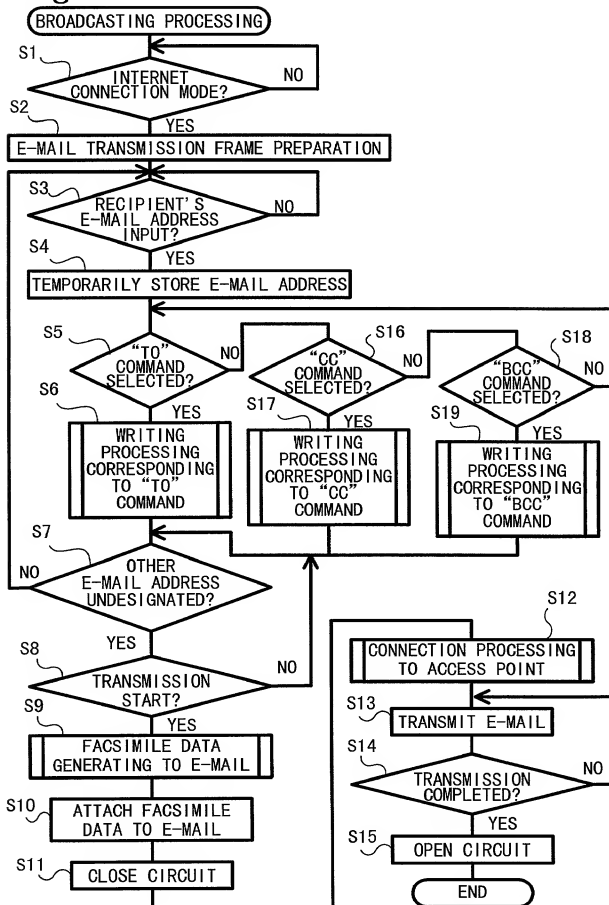 BROADCASTING PROCESSING
S1
INTERNET
CONNECTION MODE?
NO
YES
S2
E-MAIL TRANSMISSION FRAME PREPARATION
S3
RECIPIENT'S
E-MAIL ADDRESS
INPUT?
NO
YES
S4
TEMPORARILY STORE E-MAIL ADDRESS
S5
"TO"
COMMAND
SELECTED?
NO
YES
S16
"CC"
COMMAND
SELECTED?
NO
YES
S18
"BCC"
COMMAND
SELECTED?
NO
YES
S6
WRITING
PROCESSING
CORRESPONDING
TO "TO"
COMMAND
S17
WRITING
PROCESSING
CORRESPONDING
TO "CC"
COMMAND
S19
WRITING
PROCESSING
CORRESPONDING
TO "BCC"
COMMAND
S7
OTHER
E-MAIL ADDRESS
UNDESIGNATED?
NO
YES
S8
TRANSMISSION
START?
NO
YES
S9
FACSIMILE DATA
GENERATING TO E-MAIL
S10
ATTACH FACSIMILE
DATA TO E-MAIL
S11
CLOSE CIRCUIT
S12
CONNECTION PROCESSING
TO ACCESS POINT
S13
TRANSMIT E-MAIL
S14
TRANSMISSION
COMPLETED?
NO
YES
S15
OPEN CIRCUIT
END